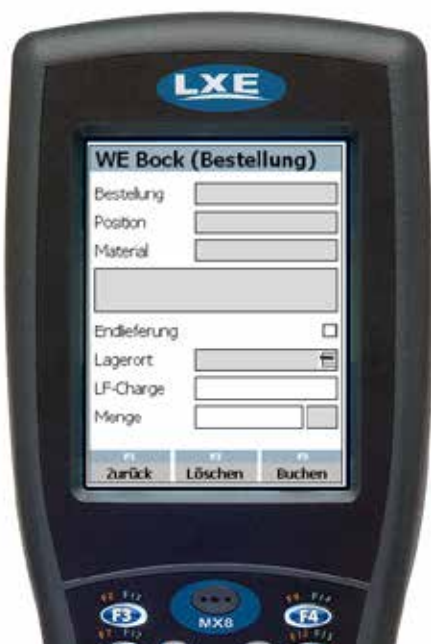 LXE
WE Bock (Bestellung)
Bestellung
Position
Material
Endlieferung
Lagerort
LF-Charge
Menge
F1 F2 F3
Zurück Löschen Buchen
F3
MX8
F4